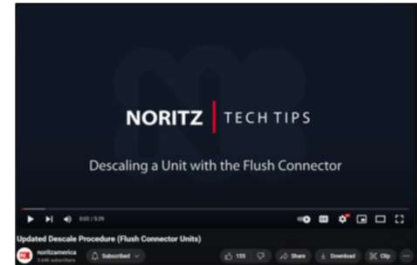 NORITZ | TECH TIPS
Descaling a Unit with the Flush Connector
0:00 / 5:39
Updated Descale Procedure (Flush Connector Units)
noritzamerica
Subscribed
155
Share
Download
Clip